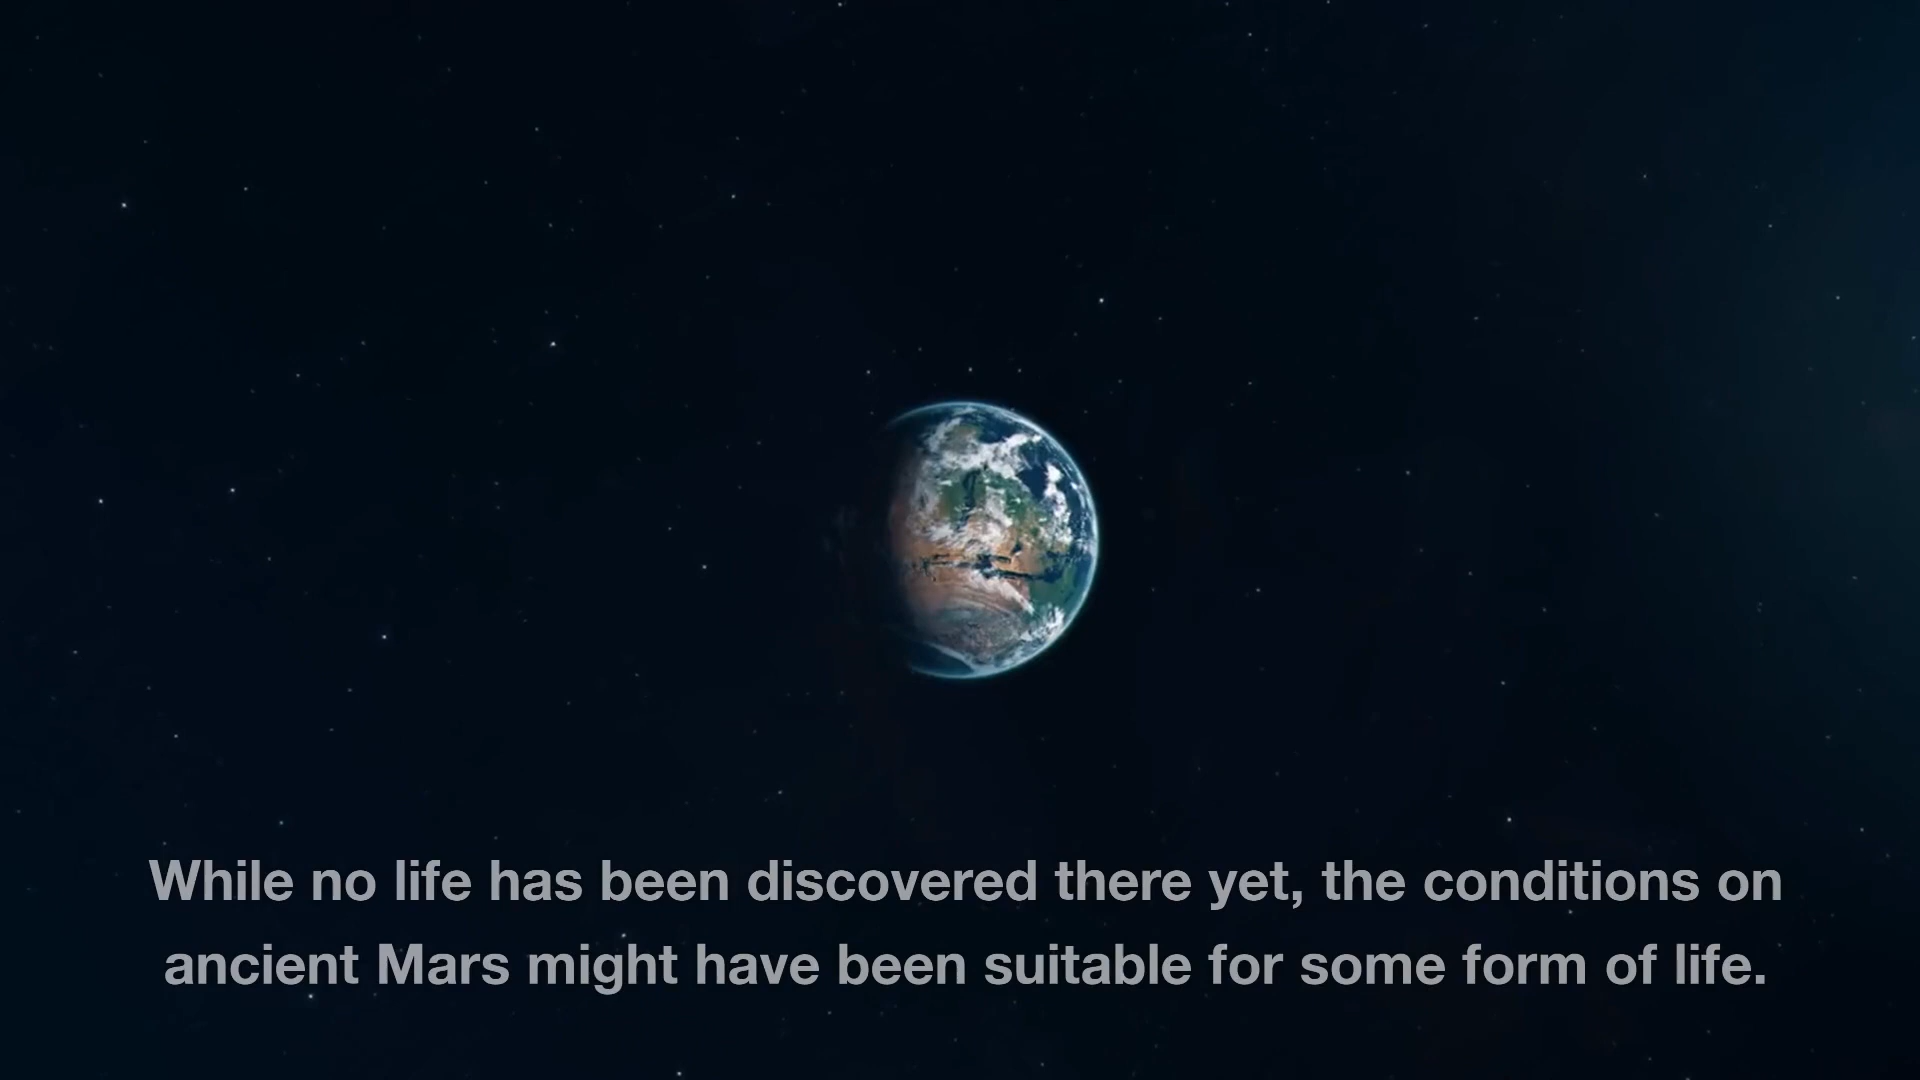 While no life has been discovered there yet, the conditions on
ancient Mars might have been suitable for some form of life.